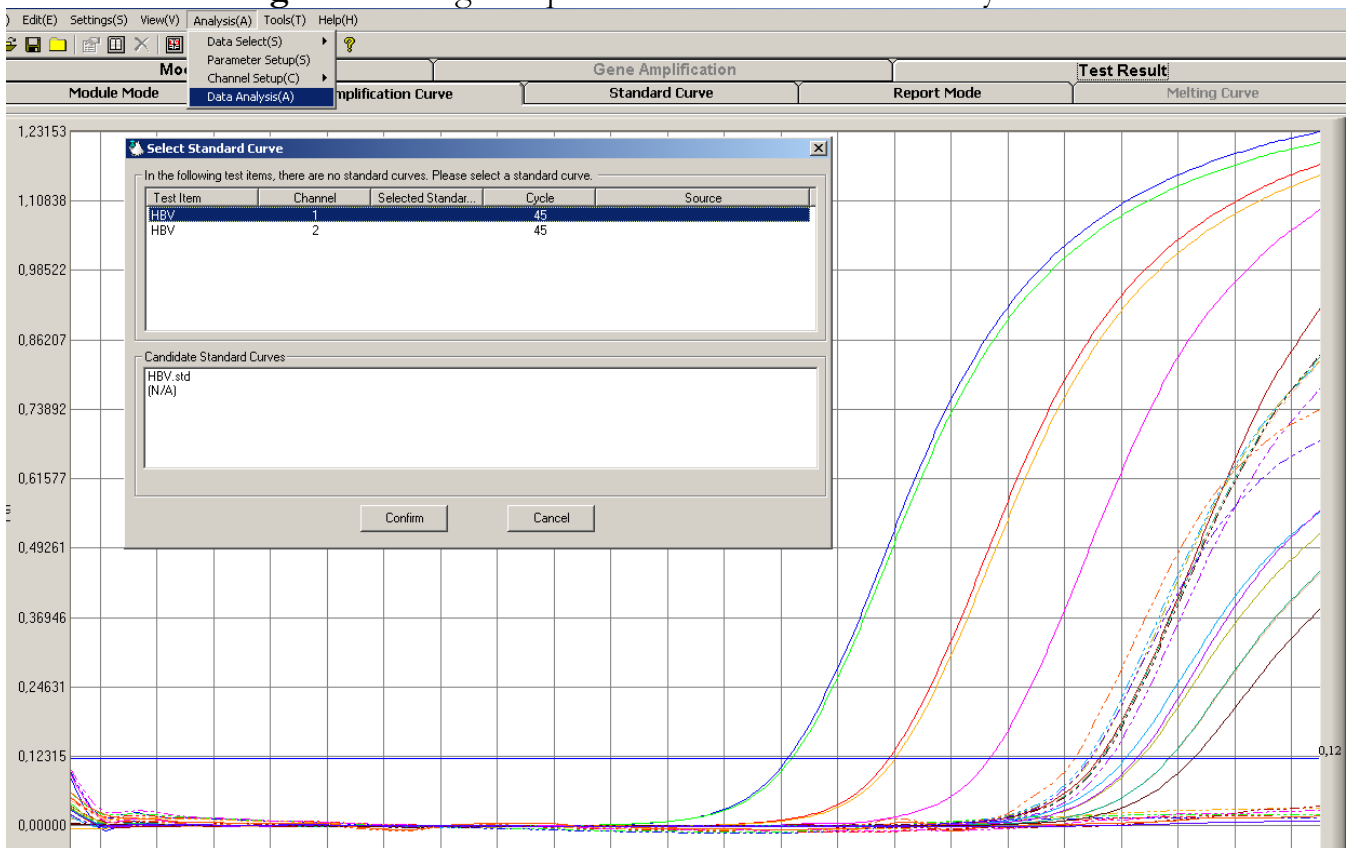 ) Edit(E) Settings(S) View(V) Analysis(A) Tools(T) Help(H)
Data Select(S)
Parameter Setup(S)
Channel Setup(C)
Data Analysis(A)
Gene Amplification
Test Result
Module Mode
Standard Curve
Report Mode
Melting Curve
Select Standard Curve
In the following test items, there are no standard curves. Please select a standard curve.
Test Item Channel Selected Standar... Cycle Source
HBV 1 45
HBV 2 45
Candidate Standard Curves
HBV.std
(N/A)
Confirm Cancel
1,23153
1,10838
0,98522
0,86207
0,73892
0,61577
0,49261
0,36946
0,24631
0,12315
0,00000
0,12